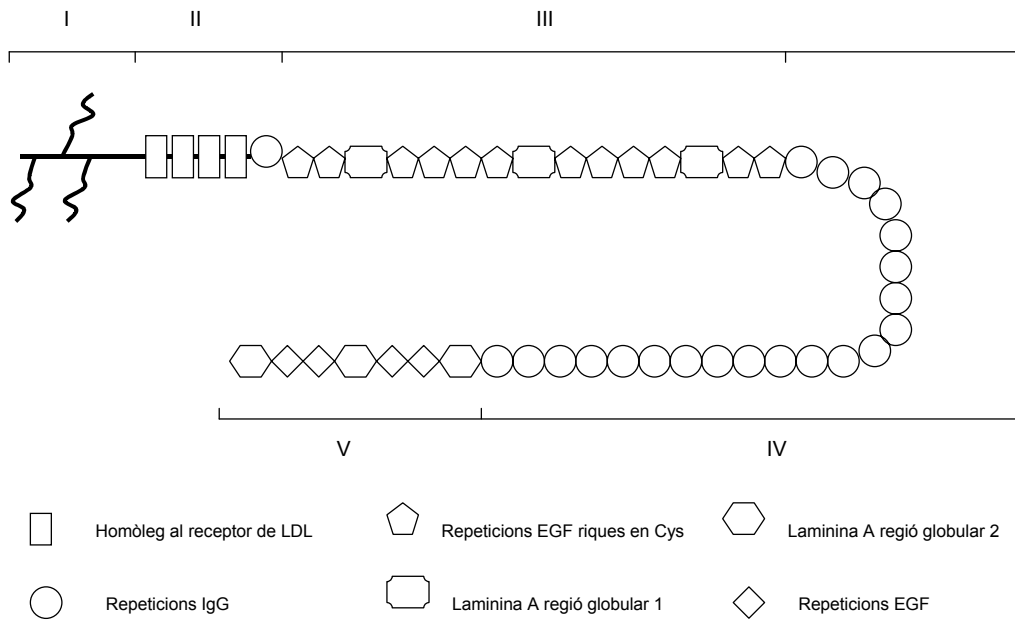 I II III
V IV
Homòleg al receptor de LDL Repeticions EGF riques en Cys Laminina A regió globular 2
Repeticions IgG Laminina A regió globular 1 Repeticions EGF